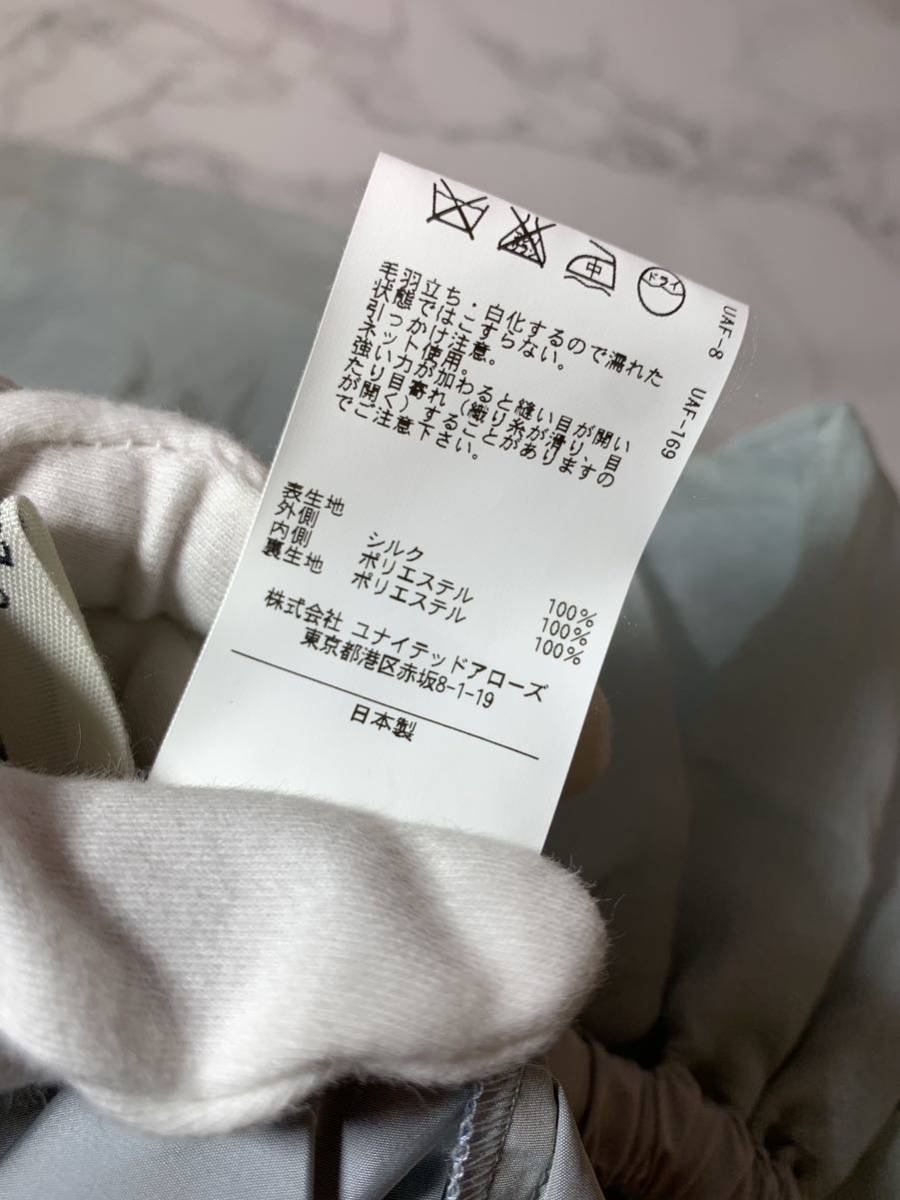 ドライ
中
UAF-8 UAF-169
毛羽立ち・白化するので濡れた
状態ではこすらない。
引っかけ注意。
ネット使用。
強い力が加わると縫い目が開い
たり目寄れ（織り糸が滑り、目
が開く）することがありますの
でご注意下さい。
表生地
外側 シルク 100%
内側 ポリエステル 100%
裏生地 ポリエステル 100%
株式会社 ユナイテッドアローズ
東京都港区赤坂8-1-19
日本製